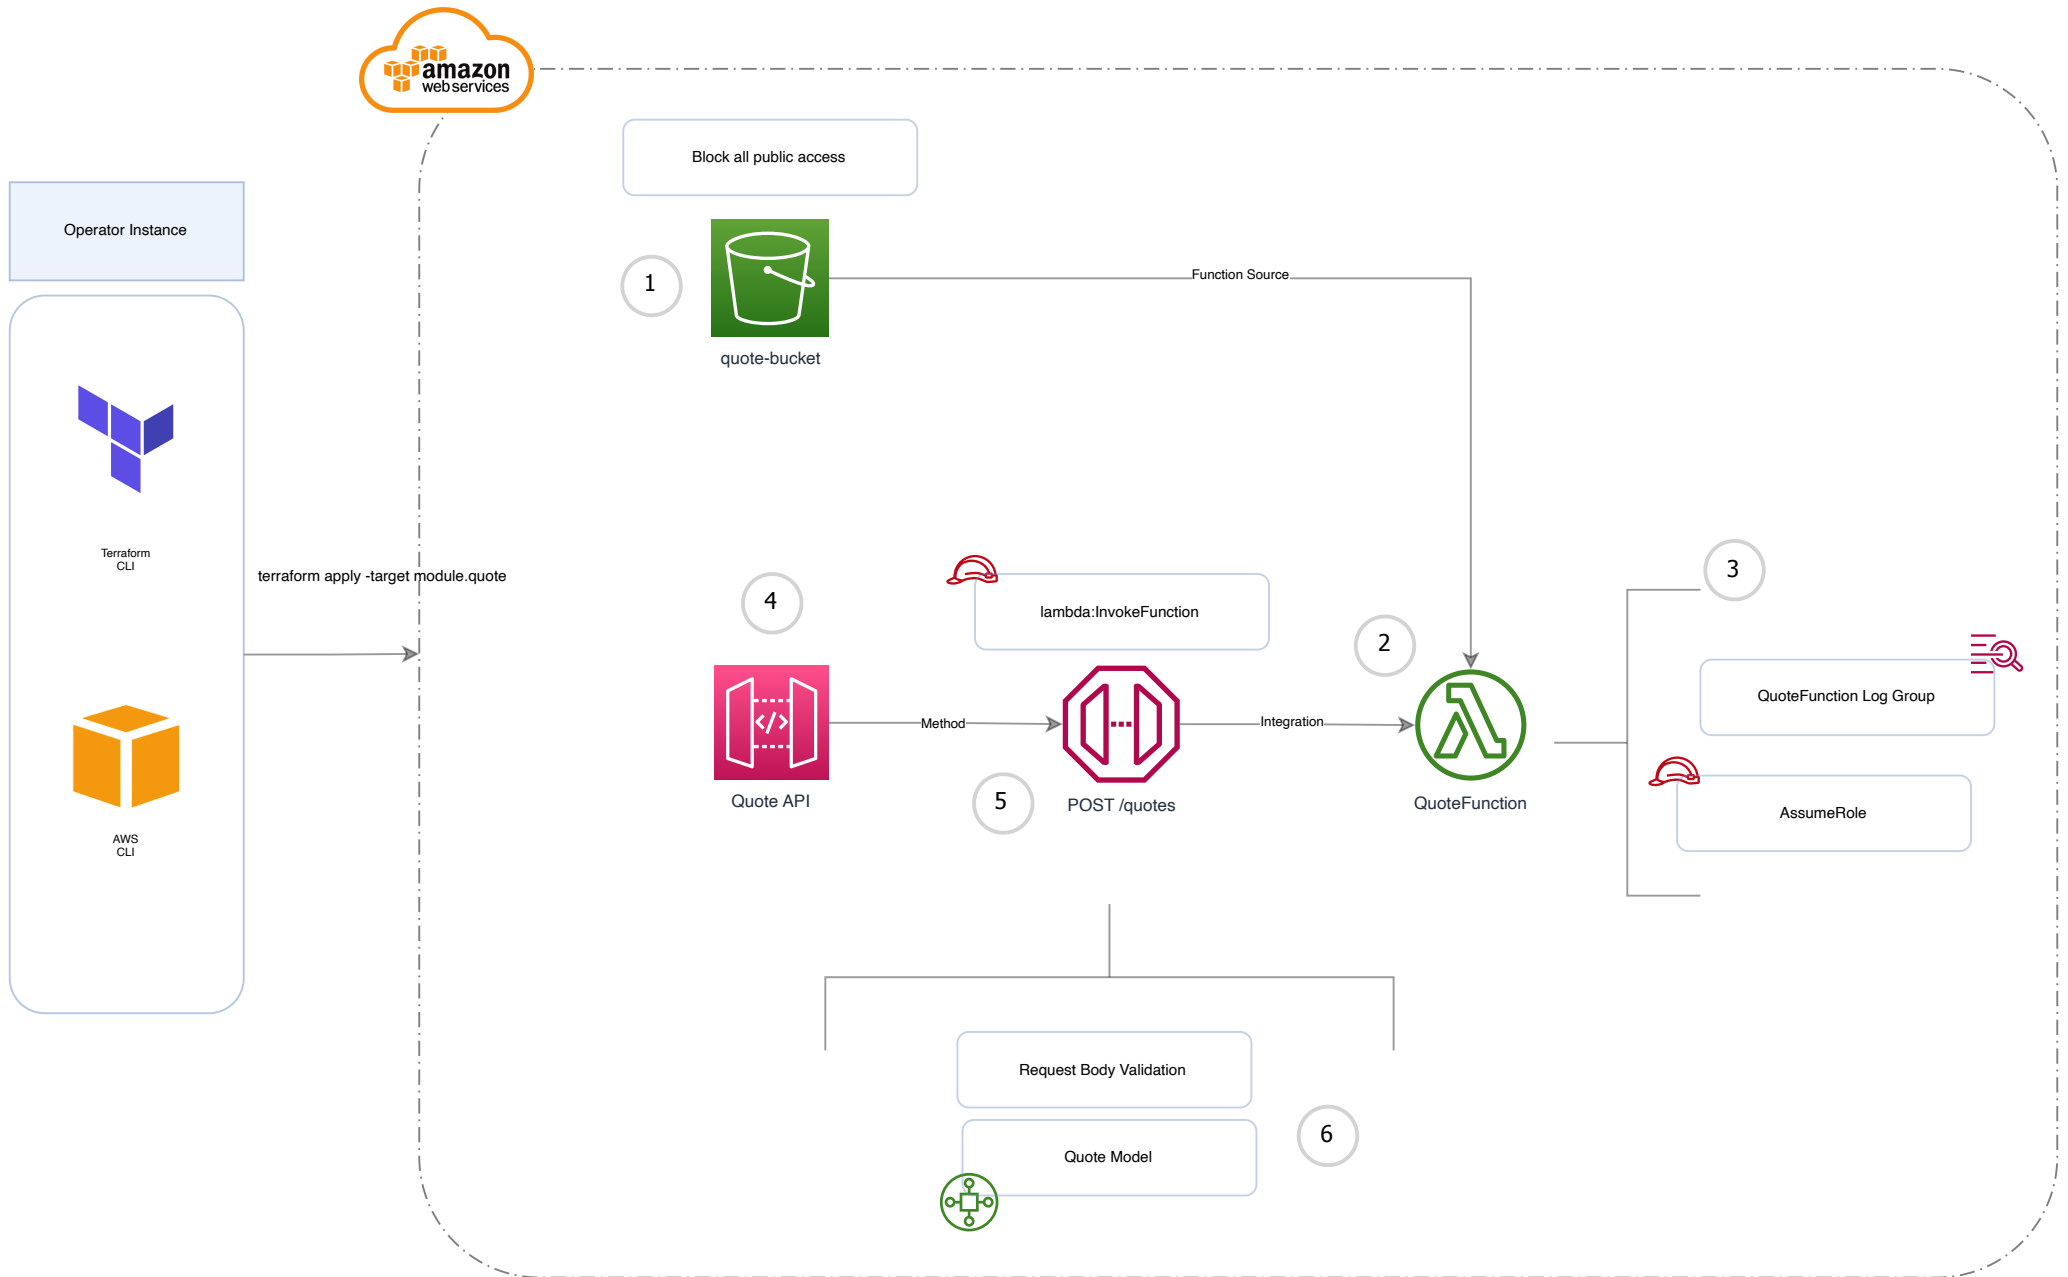 amazon
webservices
Block all public access
Operator Instance
1
Function Source
quote-bucket
Terraform
CLI
terraform apply -target module.quote
4
lambda:InvokeFunction
2
3
QuoteFunction Log Group
Method
Integration
Quote API
5
POST /quotes
QuoteFunction
AssumeRole
AWS
CLI
Request Body Validation
6
Quote Model